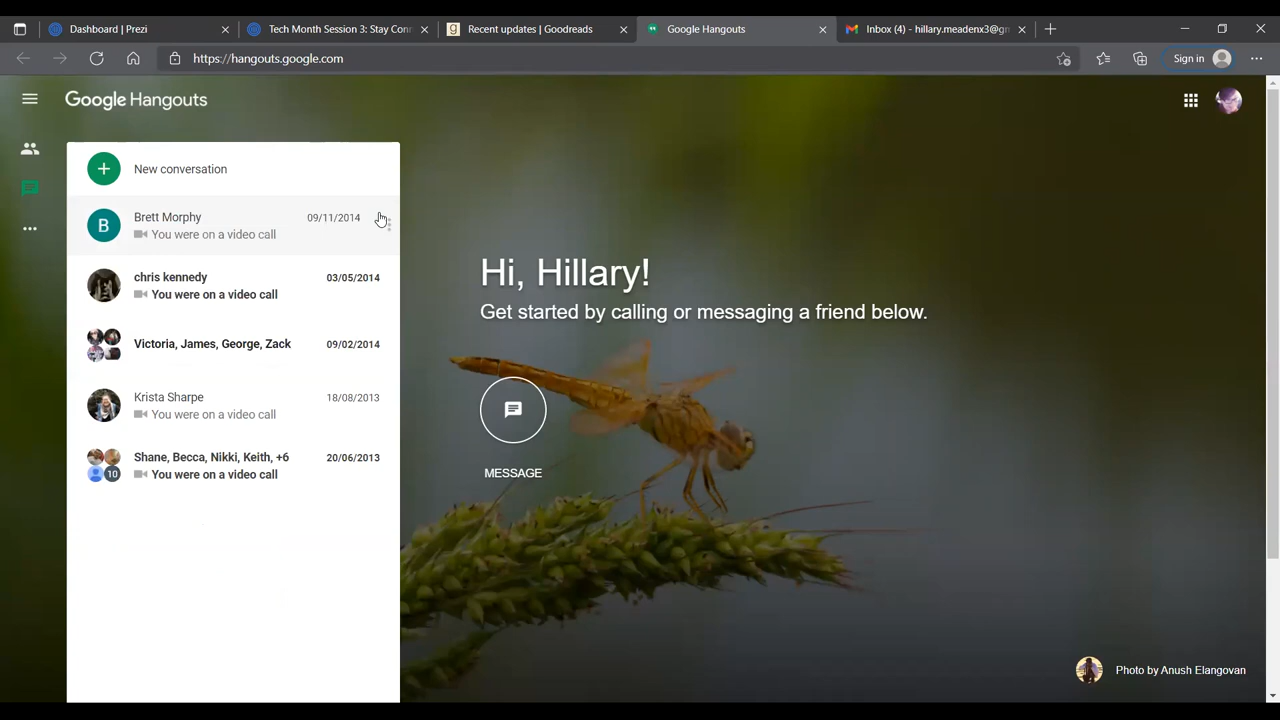 Dashboard | Prezi
Tech Month Session 3: Stay Conn
Recent updates | Goodreads
Google Hangouts
Inbox (4) - hillary.meadenx3@gm
https://hangouts.google.com
Sign in
Google Hangouts
New conversation
Brett Morphy 09/11/2014
You were on a video call
B
chris kennedy 03/05/2014
You were on a video call
Victoria, James, George, Zack 09/02/2014
Krista Sharpe 18/08/2013
You were on a video call
Shane, Becca, Nikki, Keith, +6 20/06/2013
10 You were on a video call
Hi, Hillary!
Get started by calling or messaging a friend below.
MESSAGE
Photo by Anush Elangovan